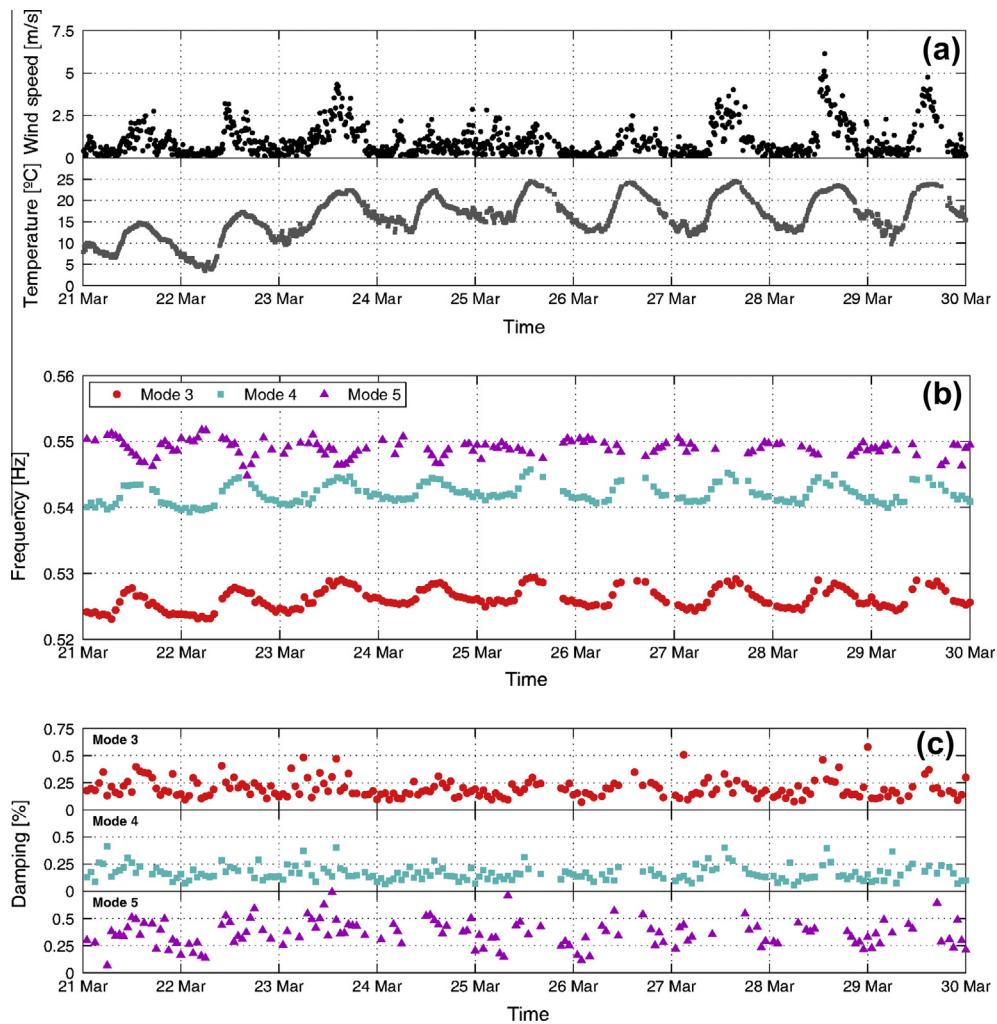 (a)
Wind speed [m/s]
7.5
5
2.5
0
Temperature [ºC]
25
20
15
10
5
0
21 Mar 22 Mar 23 Mar 24 Mar 25 Mar 26 Mar 27 Mar 28 Mar 29 Mar 30 Mar
Time
(b)
Mode 3 Mode 4 Mode 5
Frequency [Hz]
0.56
0.55
0.54
0.53
0.52
21 Mar 22 Mar 23 Mar 24 Mar 25 Mar 26 Mar 27 Mar 28 Mar 29 Mar 30 Mar
Time
(c)
Damping [%]
0.75
Mode 3
0.5
0.25
0
Mode 4
0.5
0.25
0
Mode 5
0.5
0.25
0
21 Mar 22 Mar 23 Mar 24 Mar 25 Mar 26 Mar 27 Mar 28 Mar 29 Mar 30 Mar
Time